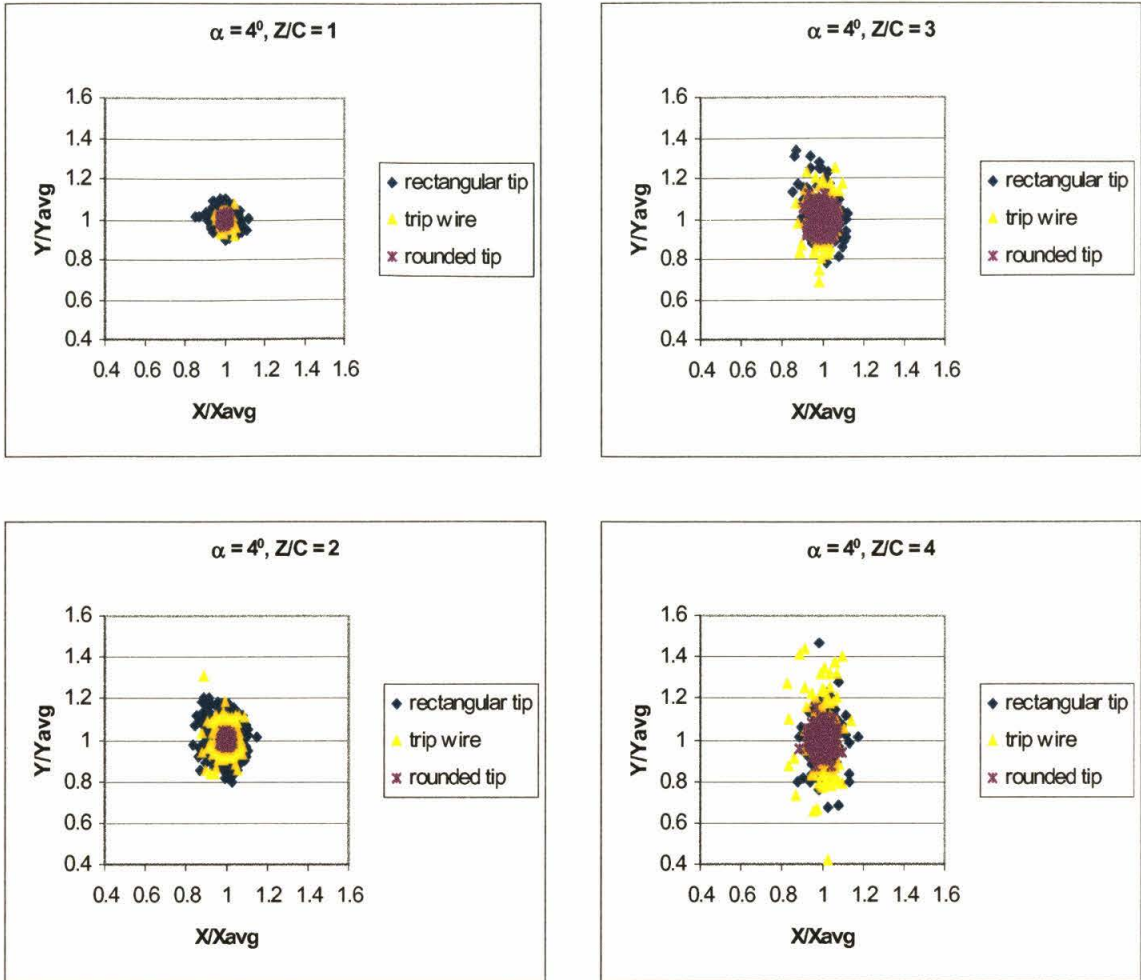 α = 4⁰, Z/C = 1
1.6
1.4
1.2
1
0.8
0.6
0.4
Y/Yavg
0.4 0.6 0.8 1 1.2 1.4 1.6
X/Xavg
rectangular tip
trip wire
rounded tip
α = 4⁰, Z/C = 3
1.6
1.4
1.2
1
0.8
0.6
0.4
Y/Yavg
0.4 0.6 0.8 1 1.2 1.4 1.6
X/Xavg
rectangular tip
trip wire
rounded tip
α = 4⁰, Z/C = 2
1.6
1.4
1.2
1
0.8
0.6
0.4
Y/Yavg
0.4 0.6 0.8 1 1.2 1.4 1.6
X/Xavg
rectangular tip
trip wire
rounded tip
α = 4⁰, Z/C = 4
1.6
1.4
1.2
1
0.8
0.6
0.4
Y/Yavg
0.4 0.6 0.8 1 1.2 1.4 1.6
X/Xavg
rectangular tip
trip wire
rounded tip